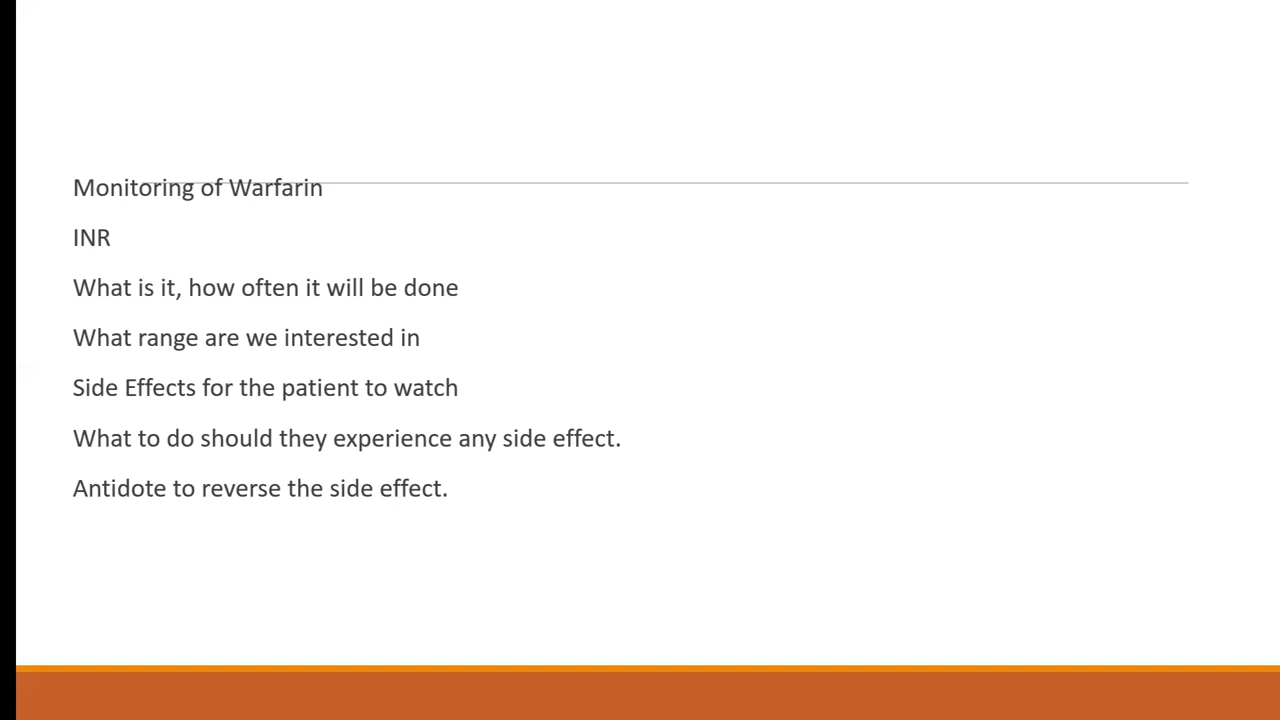 Monitoring of Warfarin
INR
What is it, how often it will be done
What range are we interested in
Side Effects for the patient to watch
What to do should they experience any side effect.
Antidote to reverse the side effect.